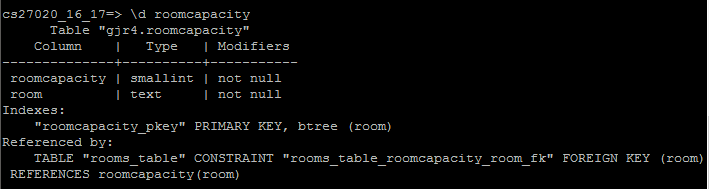 cs27020_16_17=> \d roomcapacity
      Table "gjr4.roomcapacity"
    Column    |   Type   | Modifiers
--------------+----------+-----------
 roomcapacity | smallint | not null
 room         | text     | not null
Indexes:
    "roomcapacity_pkey" PRIMARY KEY, btree (room)
Referenced by:
    TABLE "rooms_table" CONSTRAINT "rooms_table_roomcapacity_room_fk" FOREIGN KEY (room)
 REFERENCES roomcapacity(room)